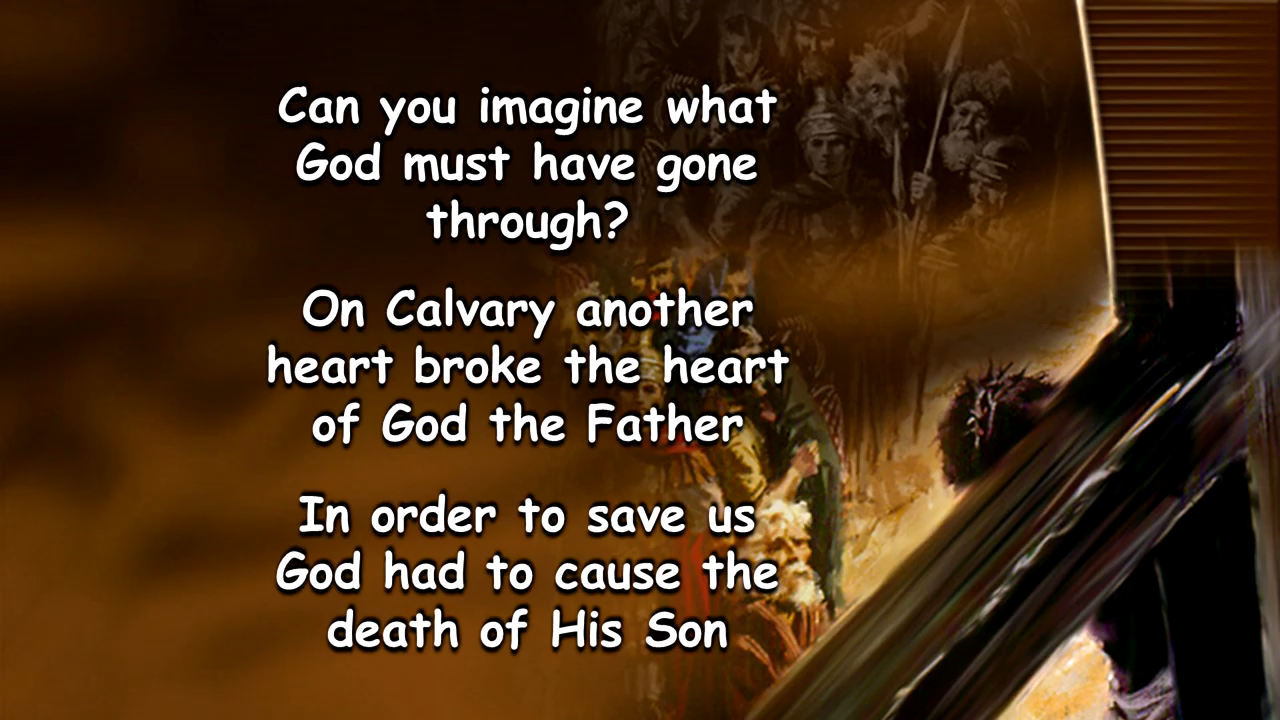 Can you imagine what
God must have gone
through?
On Calvary another
heart broke the heart
of God the Father
In order to save us
God had to cause the
death of His Son